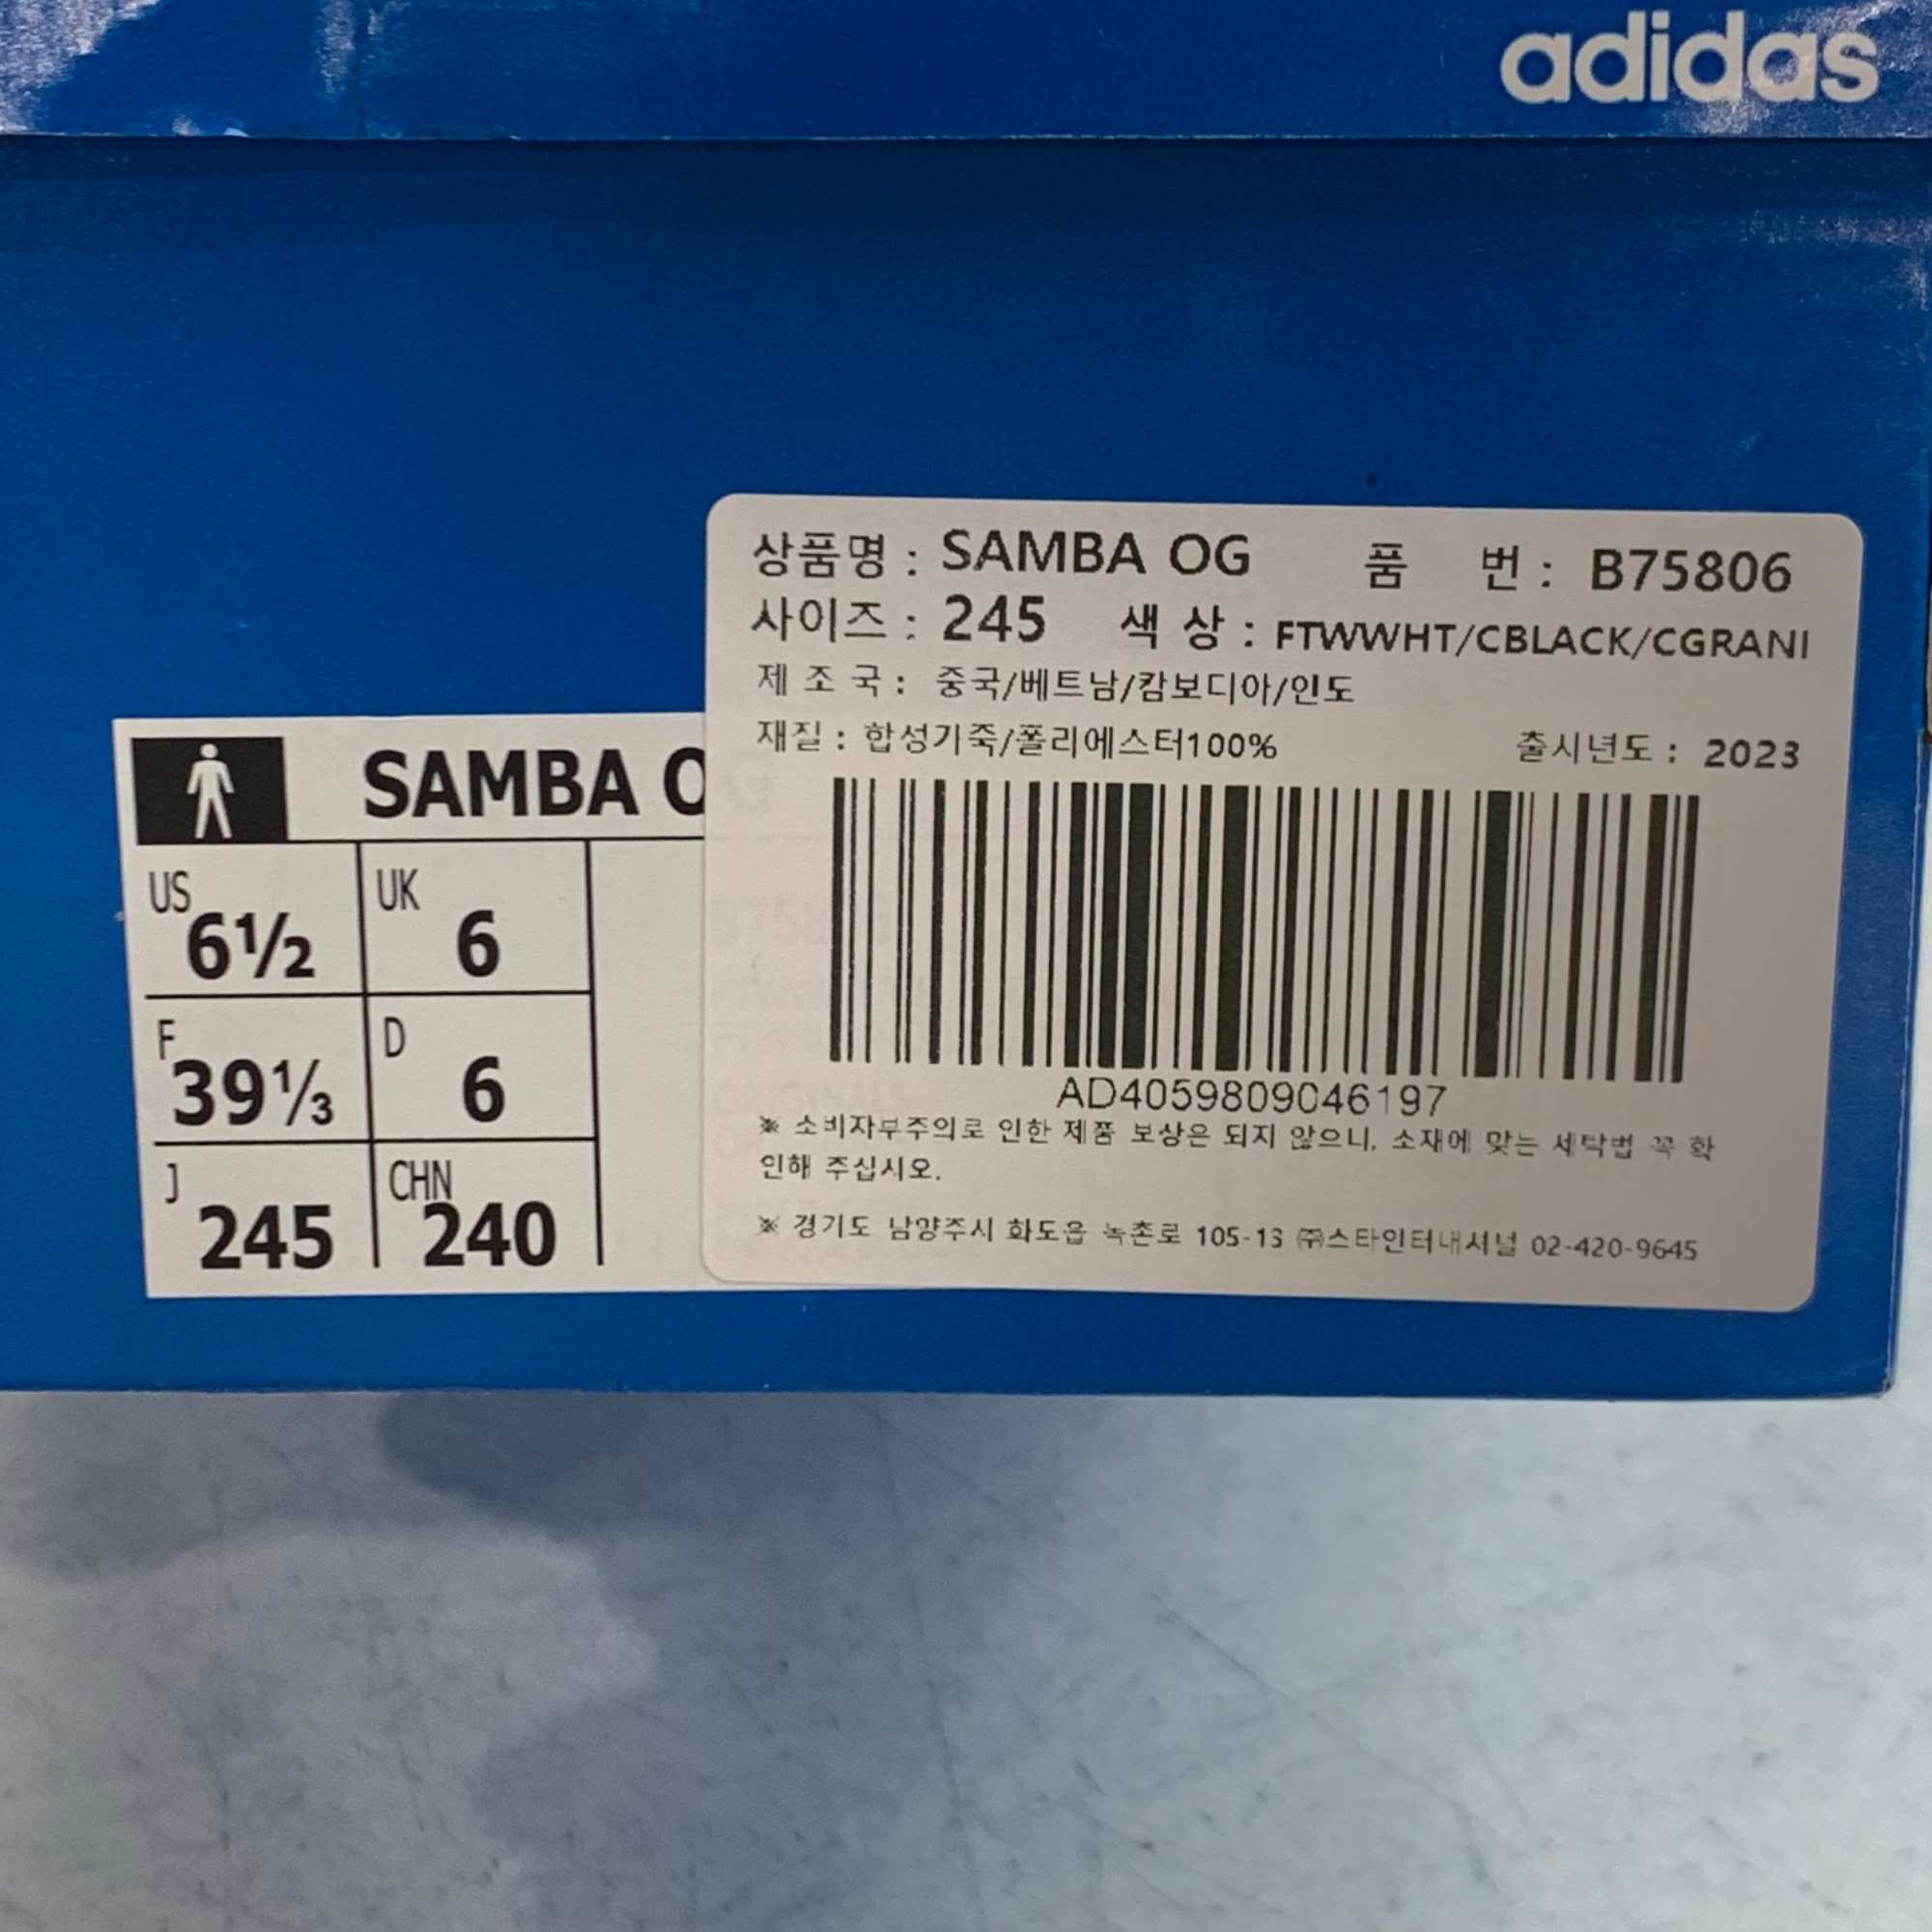 adidas
상품명 : SAMBA OG 품 번 : B75806
사이즈 : 245 색 상 : FTWWHT/CBLACK/CGRANI
제 조 국 : 중국/베트남/캄보디아/인도
재질 : 합성가죽/폴리에스터100% 출시년도 : 2023
AD4059809046197
※ 소비자부주의로 인한 제품 보상은 되지 않으니, 소재에 맞는 세탁법 꼭 확
인해 주십시오.
※ 경기도 남양주시 화도읍 녹촌로 105-13 ㈜스타인터내셔널 02-420-9645
SAMBA OG
US 6½ UK 6
F 39⅓ D 6
J 245 CHN 240